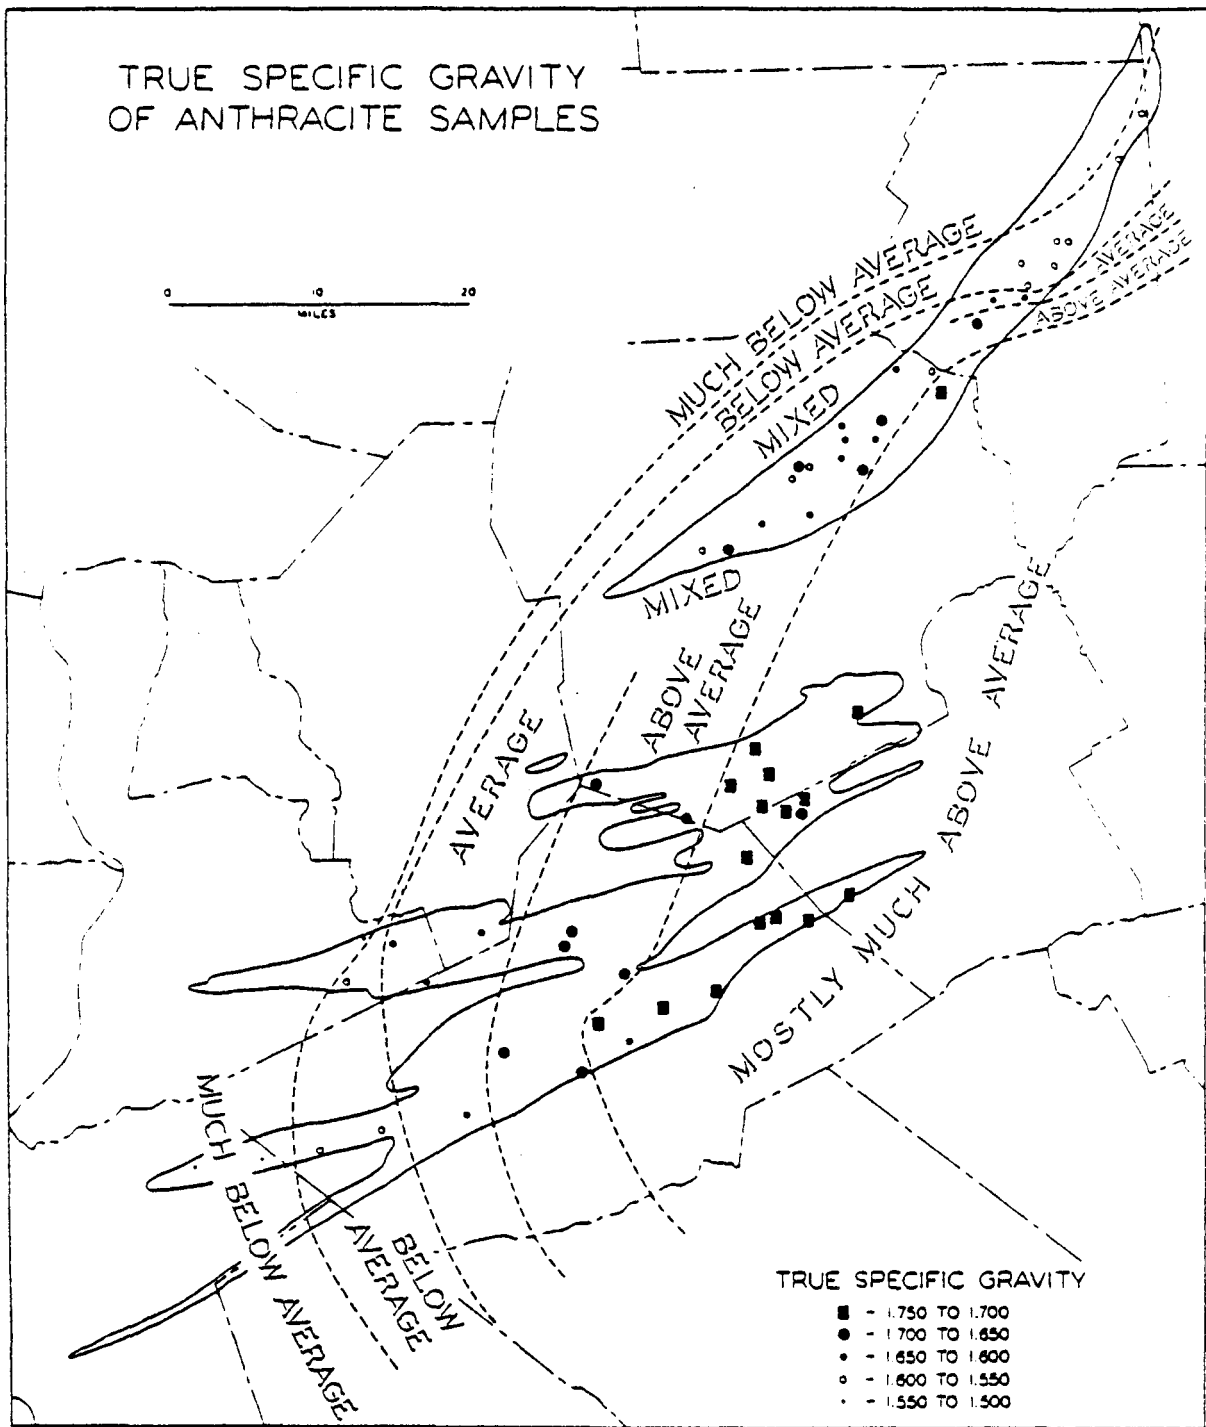 TRUE SPECIFIC GRAVITY
OF ANTHRACITE SAMPLES
0 10 20
MILES
MUCH BELOW AVERAGE
BELOW AVERAGE
MIXED
AVERAGE
ABOVE AVERAGE
MIXED
AVERAGE
ABOVE
AVERAGE
MOSTLY MUCH ABOVE AVERAGE
MUCH BELOW AVERAGE
BELOW
AVERAGE
TRUE SPECIFIC GRAVITY
- 1.750 TO 1.700
- 1.700 TO 1.650
- 1.650 TO 1.600
- 1.600 TO 1.550
- 1.550 TO 1.500